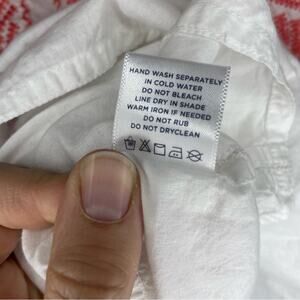 HAND WASH SEPARATELY
IN COLD WATER
DO NOT BLEACH
LINE DRY IN SHADE
WARM IRON IF NEEDED
DO NOT RUB
DO NOT DRYCLEAN